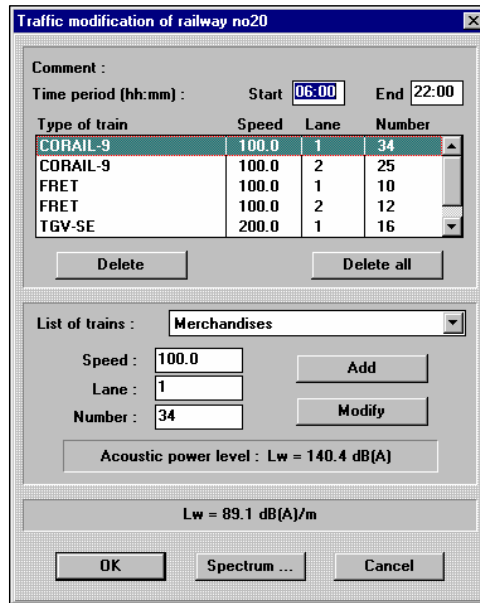 Traffic modification of railway no20
Comment :
Time period (hh:mm) : Start 06:00 End 22:00
Type of train Speed Lane Number
CORAIL-9 100.0 1 34
CORAIL-9 100.0 2 25
FRET 100.0 1 10
FRET 100.0 2 12
TGV-SE 200.0 1 16
Delete Delete all
List of trains : Merchandises
Speed : 100.0 Add
Lane : 1
Number : 34 Modify
Acoustic power level : Lw = 140.4 dB(A)
Lw = 89.1 dB(A)/m
OK Spectrum ... Cancel